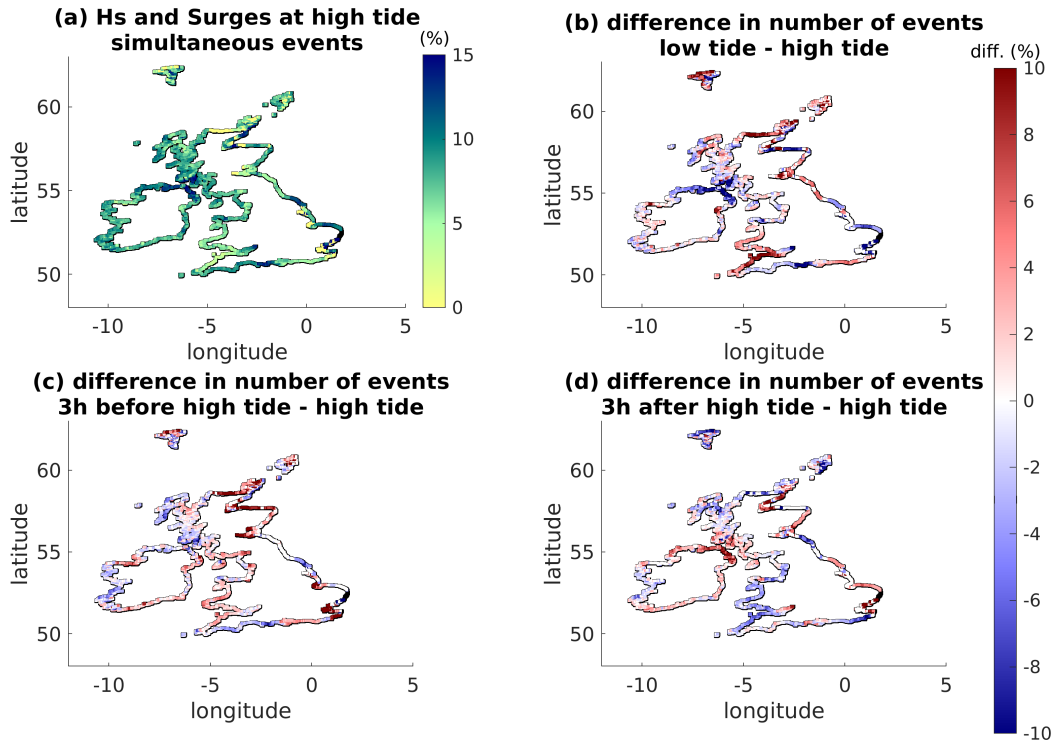 (a) Hs and Surges at high tide
simultaneous events
(%)
15
10
5
0
60
55
50
latitude
-10 -5 0 5
longitude
(b) difference in number of events
low tide - high tide
diff. (%)
10
8
6
4
2
0
-2
-4
-6
-8
-10
60
55
50
latitude
-10 -5 0 5
longitude
(c) difference in number of events
3h before high tide - high tide
60
55
50
latitude
-10 -5 0 5
longitude
(d) difference in number of events
3h after high tide - high tide
60
55
50
latitude
-10 -5 0 5
longitude